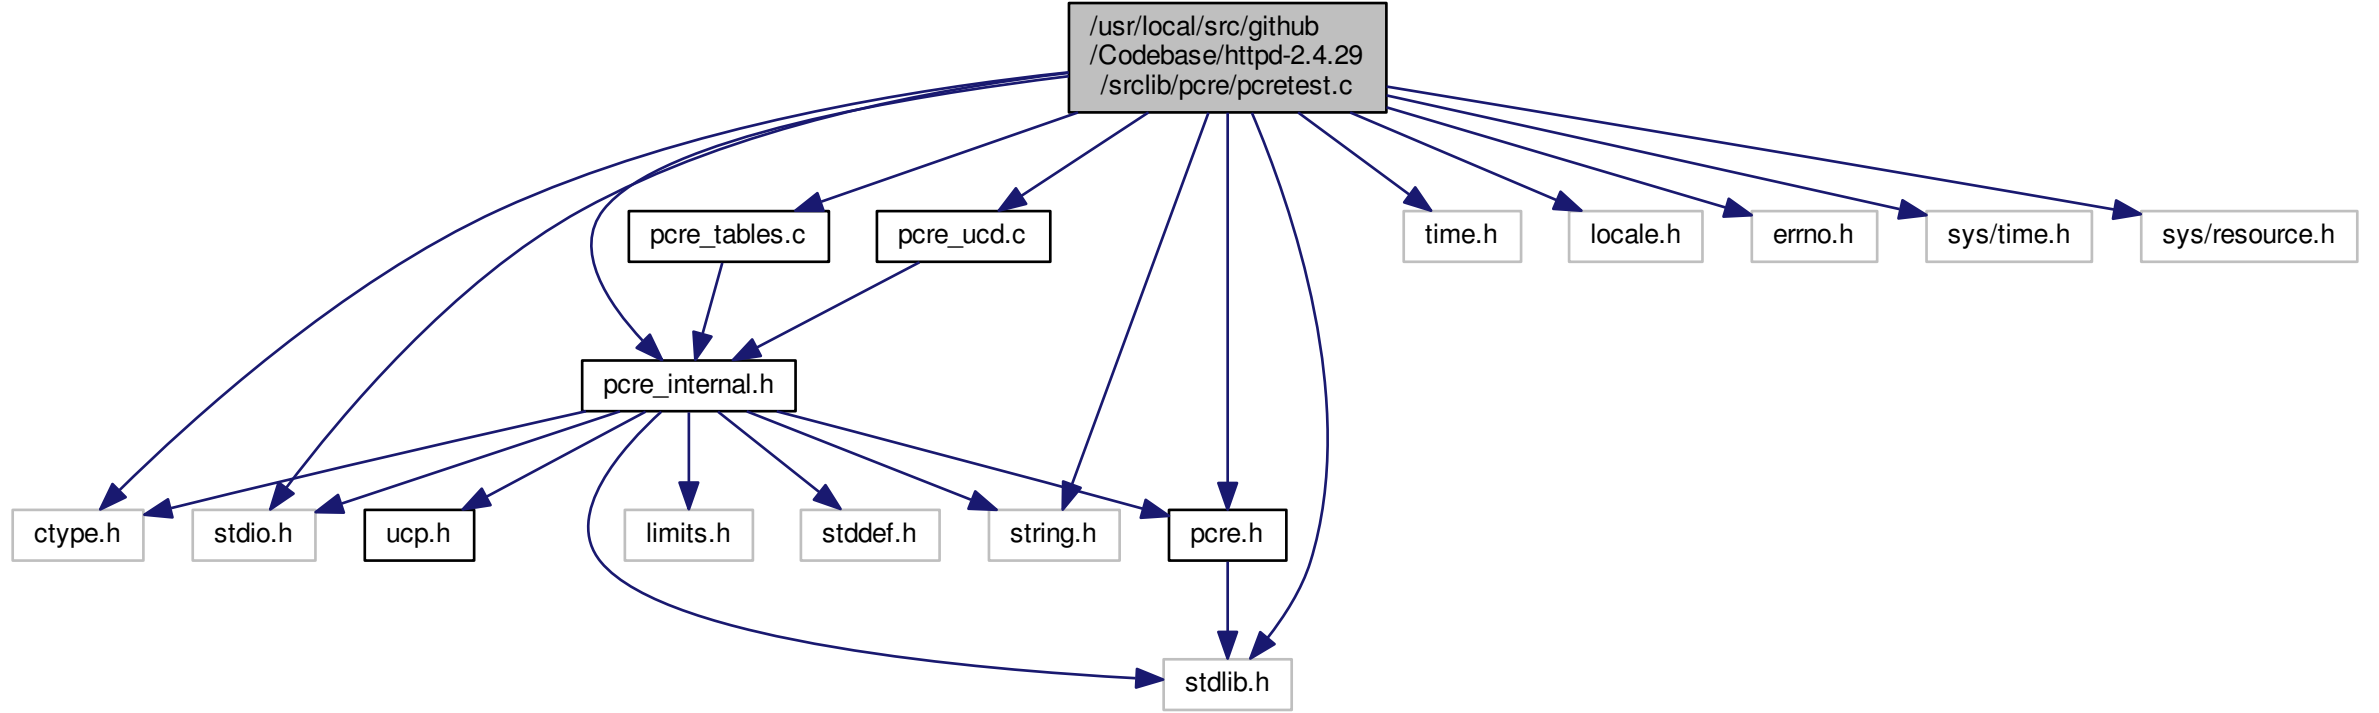 /usr/local/src/github
/Codebase/httpd-2.4.29
/srclib/pcre/pcretest.c
pcre_tables.c
pcre_ucd.c
time.h
locale.h
errno.h
sys/time.h
sys/resource.h
pcre_internal.h
ctype.h
stdio.h
ucp.h
limits.h
stddef.h
string.h
pcre.h
stdlib.h